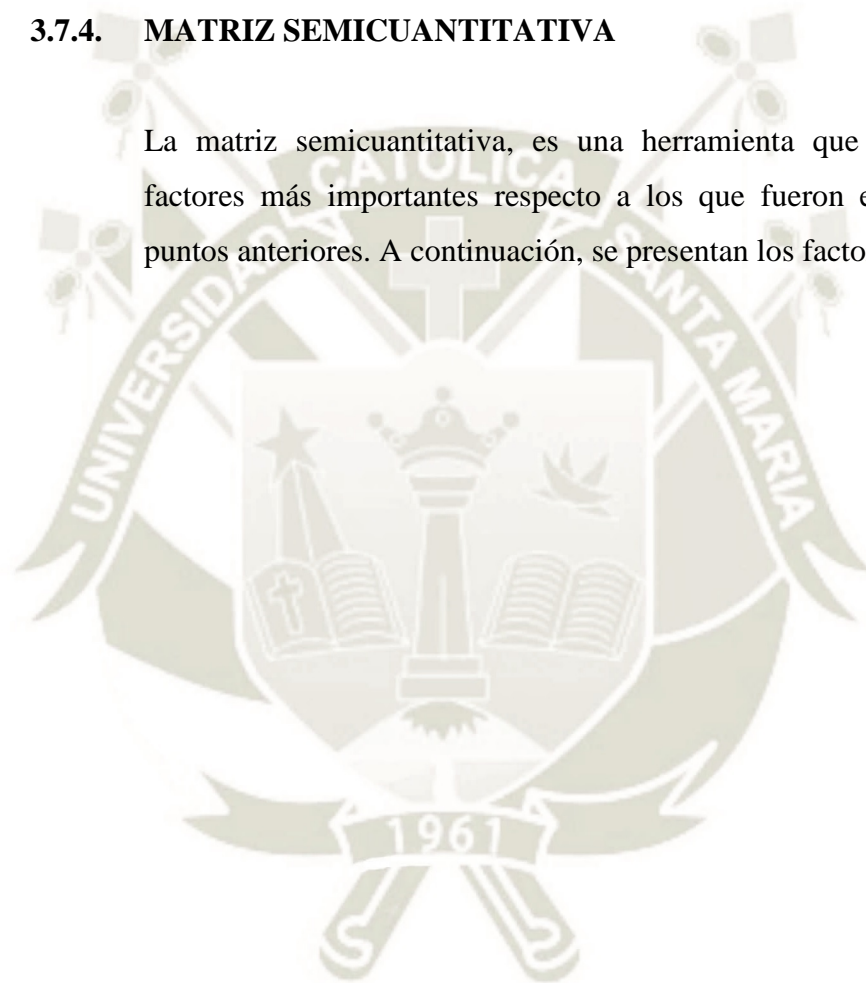 3.7.4. MATRIZ SEMICUANTITATIVA
La matriz semicuantitativa, es una herramienta que
factores más importantes respecto a los que fueron
puntos anteriores. A continuación, se presentan los
UNIVERSIDAD CATOLICA SANTA MARIA
1961